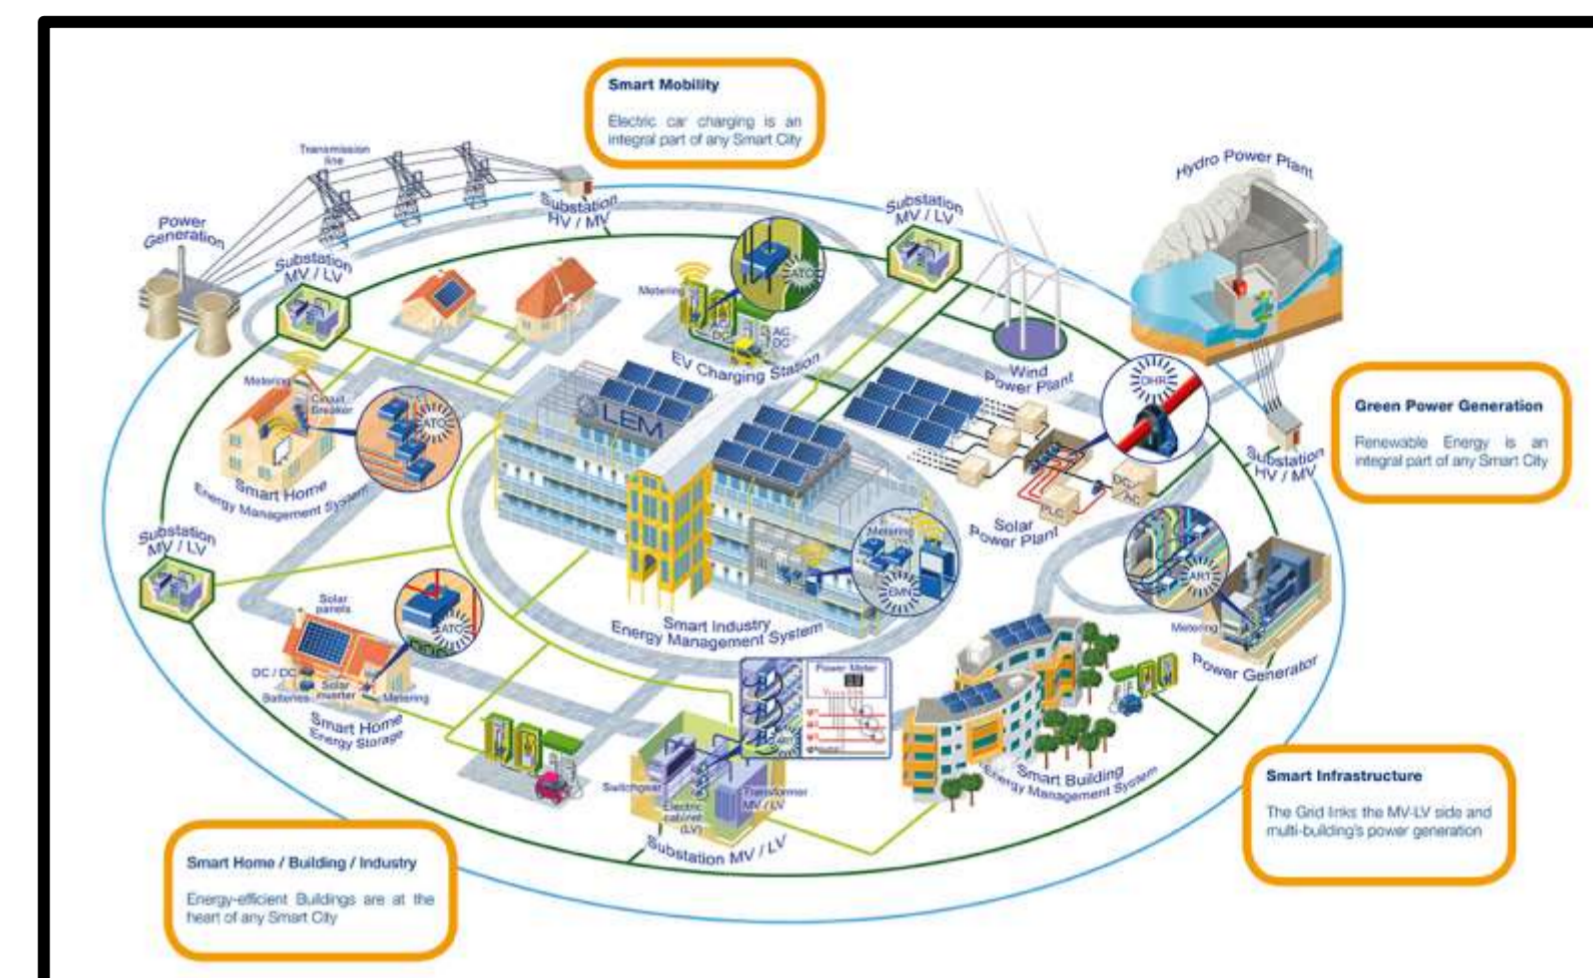 Smart Mobility
Electric car charging is an
integral part of any Smart City
Transmission
line
Substation
HV / MV
Power
Generation
Substation
MV / LV
Substation
MV / LV
Hydro Power Plant
Metering
ATO
DC
AC
DC
EV Charging Station
Wind
Power Plant
DHR
Green Power Generation
Renewable Energy is an
integral part of any Smart City
Substation
HV / MV
Metering
Circuit
Breaker
ATO
Smart Home
Energy Management System
LEM
DC
AC
PLC
Solar
Power Plant
Substation
MV / LV
Metering
EMN
Smart Industry
Energy Management System
ART
Metering
Power Generator
Solar
panels
ATO
DC / DC
Batteries
Solar
inverter
Metering
Smart Home
Energy Storage
Power Meter
ART
Switchgear
Electric
cabinet
(LV)
Transformer
MV / LV
Substation MV / LV
Smart Building
Energy Management System
Smart Infrastructure
The Grid links the MV-LV side and
multi-building's power generation
Smart Home / Building / Industry
Energy-efficient Buildings are at the
heart of any Smart City